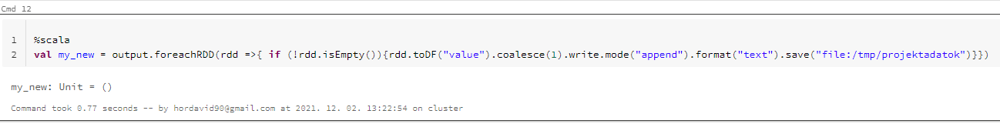 Cmd 12
1 %scala
2 val my_new = output.foreachRDD(rdd =>{ if (!rdd.isEmpty()){rdd.toDF("value").coalesce(1).write.mode("append").format("text").save("file:/tmp/projektadatok")}})
my_new: Unit = ()
Command took 0.77 seconds -- by hordavid90@gmail.com at 2021. 12. 02. 13:22:54 on cluster